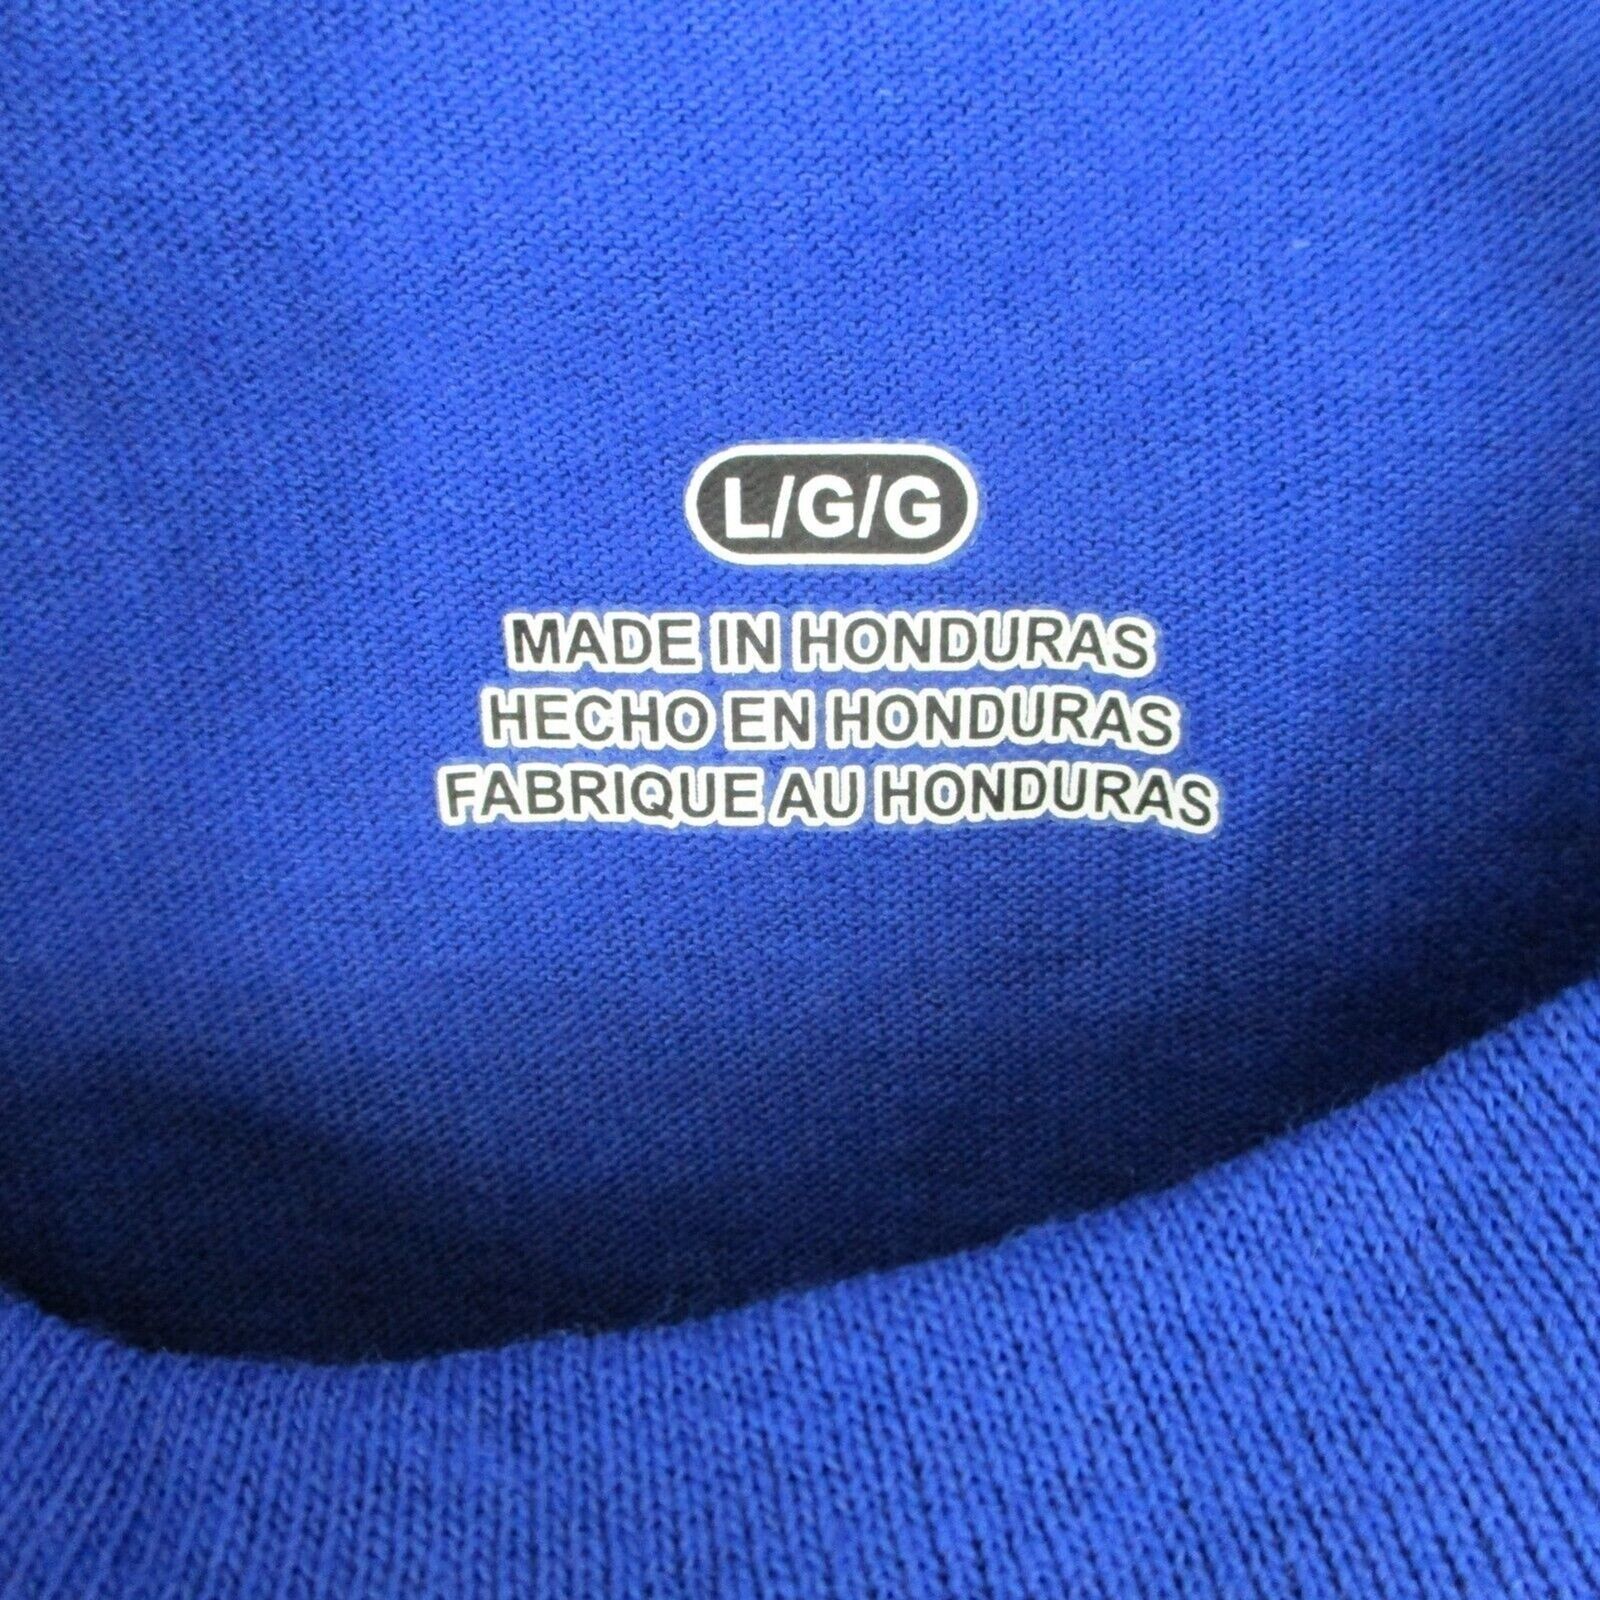 L/G/G
MADE IN HONDURAS
HECHO EN HONDURAS
FABRIQUE AU HONDURAS